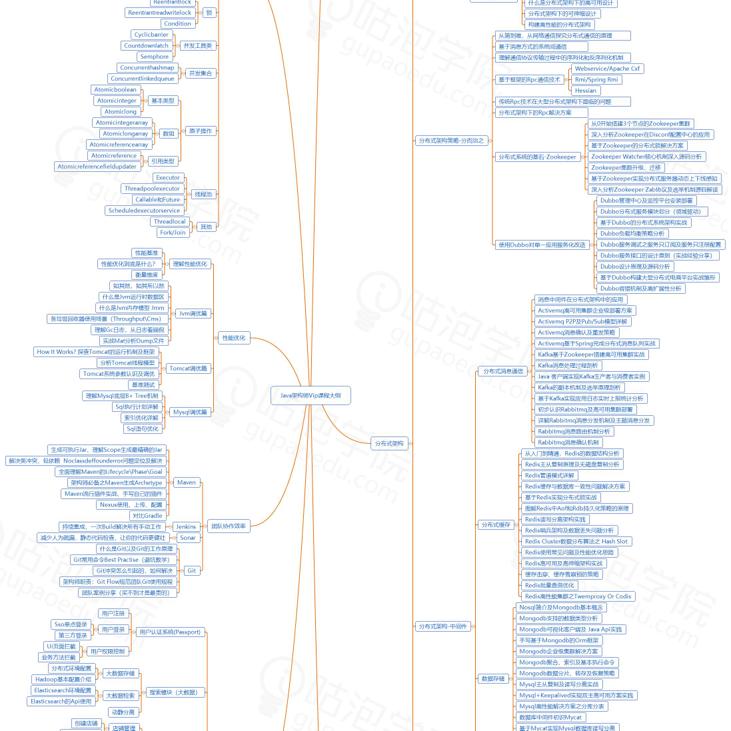 Reentrantlock
Reentrantreadwritelock
Condition
锁
Cyclicbarrier
Countdownlatch
Semphore
并发工具类
Concurrenthashmap
Concurrentlinkedqueue
并发集合
Atomicboolean
Atomicinteger
Atomiclong
基本类型
Atomicintegerarray
Atomiclongarray
Atomicreferencearray
数组
Atomicreference
Atomicreferencefieldupdater
引用类型
原子操作
Executor
Threadpoolexecutor
Callable和Future
Scheduledexecutorservice
线程池
Threadlocal
Fork/Join
其他
性能基准
性能优化到底是什么？
衡量维度
理解性能优化
如其然、如其所以然
什么是Jvm运行时数据区
什么是Jvm内存模型 Jmm
理解Gc日志，从日志看端倪
实战Mat分析Dump文件
Jvm调优篇
How It Works? 探查Tomcat的运行机制及框架
分析Tomcat线程模型
Tomcat系统参数认识及调优
基准测试
Tomcat调优篇
理解Mysql底层B+ Tree机制
Sql执行计划详解
索引优化详解
Sql语句优化
Mysql调优篇
性能优化
Java架构师Vip课程大纲
生成可执行Jar、理解Scope生成最精确的Jar
全面理解Maven的Lifecycle\Phase\Goal
架构师必备之Maven生成Archetype
Maven流行插件实战、手写自己的插件
Nexus使用、上传、配置
对比Gradle
Maven
持续集成、一次Build解决所有手动工作
Jenkins
减少人为疏漏、静态代码检查，让你的代码更健壮
Sonar
什么是Git以及Git的工作原理
Git常用命令Best Practise（避坑教学）
Git冲突怎么引起的，如何解决
架构师职责：Git Flow规范团队Git使用规程
团队案例分享（买不到才是最贵的）
Git
团队协作效率
用户注册
Sso单点登录
第三方登录
用户登录
Ui页面拦截
业务方法拦截
用户权限控制
用户认证系统(Passport)
分布式环境配置
Hadoop基本配置介绍
大数据存储
Elasticsearch环境配置
Elasticsearch的Api使用
大数据检索
动静分离
搜索模块（大数据）
创建店铺
店铺管理
什么是分布式架构下的高可用设计
分布式架构下的可伸缩设计
构建高性能的分布式架构
从简到难，从网络通信探究分布式通信的原理
基于消息方式的系统间通信
理解通信协议传输过程中的序列化和反序列化机制
Webservice/Apache Cxf
Rmi/Spring Rmi
Hessian
基于框架的Rpc通信技术
传统Rpc技术在大型分布式架构下面临的问题
分布式架构下的Rpc解决方案
分布式架构策略-分而治之
从0开始搭建3个节点的Zookeeper集群
深入分析Zookeeper在Disconf配置中心的应用
基于Zookeeper的分布式锁解决方案
Zookeeper Watcher核心机制深入源码分析
Zookeeper集群升级、迁移
基于Zookeeper实现分布式服务器动态上下线感知
深入分析Zookeeper Zab协议及选举机制源码解读
分布式系统的基石-Zookeeper
Dubbo管理中心及监控平台安装部署
Dubbo分布式服务模块划分（领域驱动）
基于Dubbo的分布式系统架构实战
Dubbo负载均衡策略分析
Dubbo服务调试之服务只订阅及服务只注册配置
Dubbo服务接口的设计原则（实战经验分享）
Dubbo设计原理及源码分析
基于Dubbo构建大型分布式电商平台实战雏形
Dubbo容错机制及高扩展性分析
使用Dubbo对单一应用服务化改造
消息中间件在分布式架构中的应用
Activemq高可用集群企业级部署方案
Activemq P2P及Pub/Sub模型详解
Activemq消息确认及重发策略
Activemq基于Spring完成分布式消息队列实战
Kafka基于Zookeeper搭建高可用集群实战
Kafka消息处理过程剖析
Java 客户端实现Kafka生产者与消费者实例
Kafka的副本机制及选举原理剖析
基于Kafka实现应用日志实时上报统计分析
初步认识Rabbitmq及高可用集群部署
详解Rabbitmq消息分发机制及主题消息分发
Rabbitmq消息路由机制分析
Rabbitmq消息确认机制
分布式消息通信
从入门到精通，Redis的数据结构分析
Redis主从复制原理及无磁盘复制分析
Redis管道模式详解
Redis缓存与数据库一致性问题解决方案
基于Redis实现分布式锁实战
图解Redis中Aof和Rdb持久化策略的原理
Redis读写分离架构实践
Redis哨兵架构及数据丢失问题分析
Redis Cluster数据分布算法之 Hash Slot
Redis使用常见问题及性能优化思路
Redis高可用及高伸缩架构实战
缓存击穿、缓存雪崩预防策略
Redis批量查询优化
Redis高性能集群之Twemproxy Or Codis
分布式缓存
Nosql简介及Mongodb基本概念
Mongodb支持的数据类型分析
Mongodb可视化客户端及 Java Api实践
手写基于Mongodb的Orm框架
Mongodb企业级集群解决方案
Mongodb聚合、索引及基本执行命令
Mongodb数据分片、转存及恢复策略
Mysql主从复制及读写分离实战
Mysql+Keepalived实现双主高可用方案实践
Mysql高性能解决方案之分库分表
数据库中间件初识Mycat
基于Mycat实现Mysql数据库读写分离
数据存储
分布式架构-中间件
分布式架构